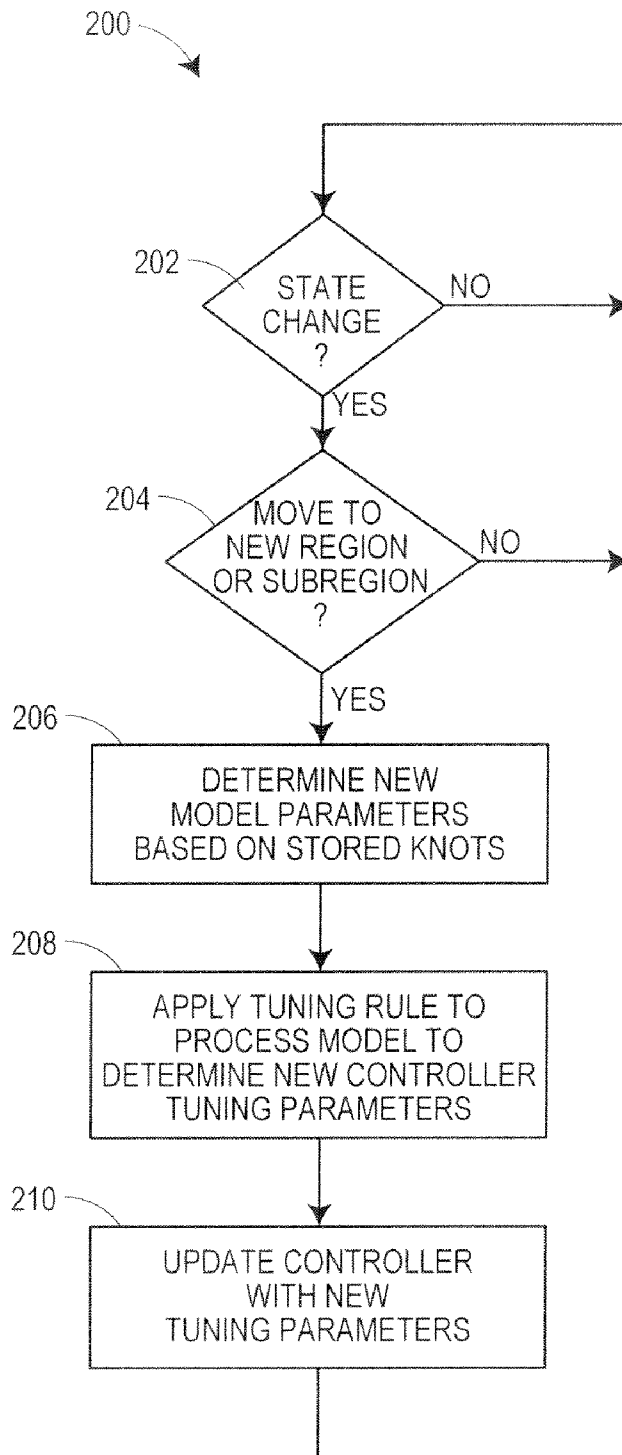 200
202
STATE
CHANGE
?
NO
YES
204
MOVE TO
NEW REGION
OR SUBREGION
?
NO
YES
206
DETERMINE NEW
MODEL PARAMETERS
BASED ON STORED KNOTS
208
APPLY TUNING RULE TO
PROCESS MODEL TO
DETERMINE NEW CONTROLLER
TUNING PARAMETERS
210
UPDATE CONTROLLER
WITH NEW
TUNING PARAMETERS